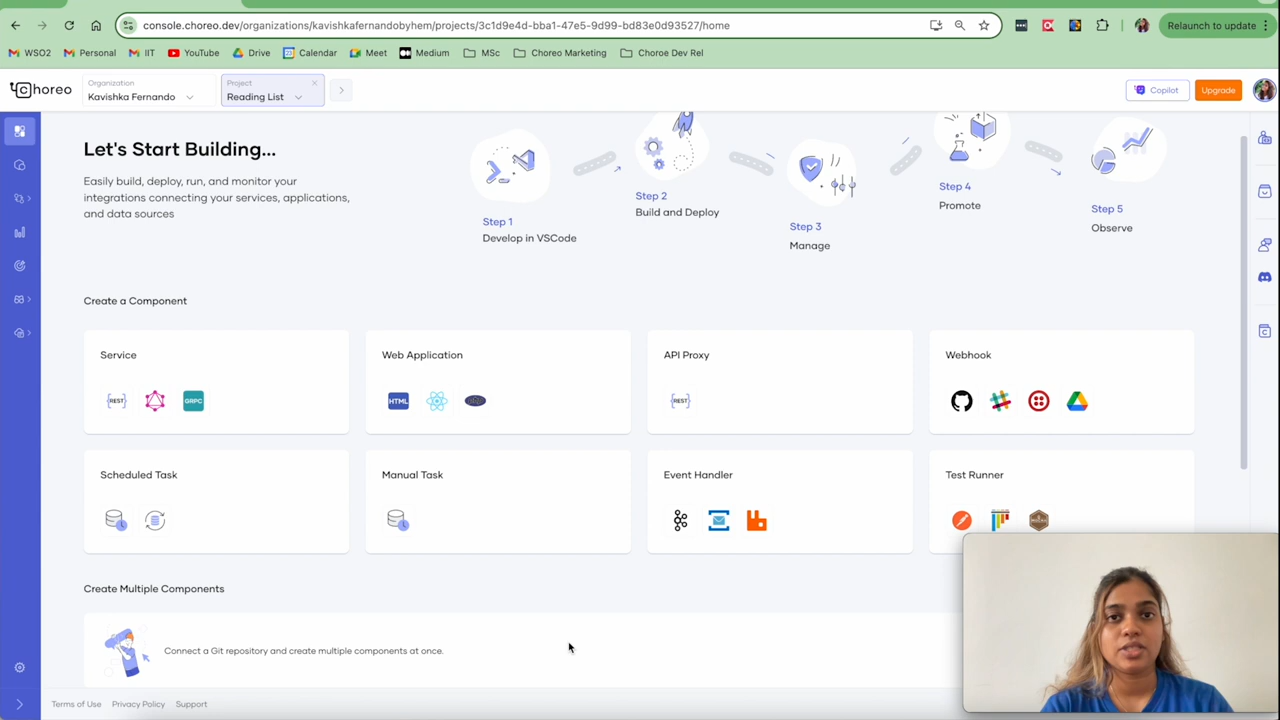 console.choreo.dev/organizations/kavishkafernandobyhem/projects/3c1d9e4d-bba1-47e5-9d99-bd83e0d93527/home
Relaunch to update
WSO2
Personal
IIT
YouTube
Drive
Calendar
Meet
Medium
MSc
Choreo Marketing
Choroe Dev Rel
Choreo
Organization
Kavishka Fernando
Project
Reading List
Copilot
Upgrade
Let's Start Building...
Easily build, deploy, run, and monitor your
integrations connecting your services, applications,
and data sources
Step 1
Develop in VSCode
Step 2
Build and Deploy
Step 3
Manage
Step 4
Promote
Step 5
Observe
Create a Component
Service
{REST}
GRPC
Web Application
HTML
API Proxy
{REST}
Webhook
Scheduled Task
Manual Task
Event Handler
Test Runner
Create Multiple Components
Connect a Git repository and create multiple components at once.
Terms of Use
Privacy Policy
Support